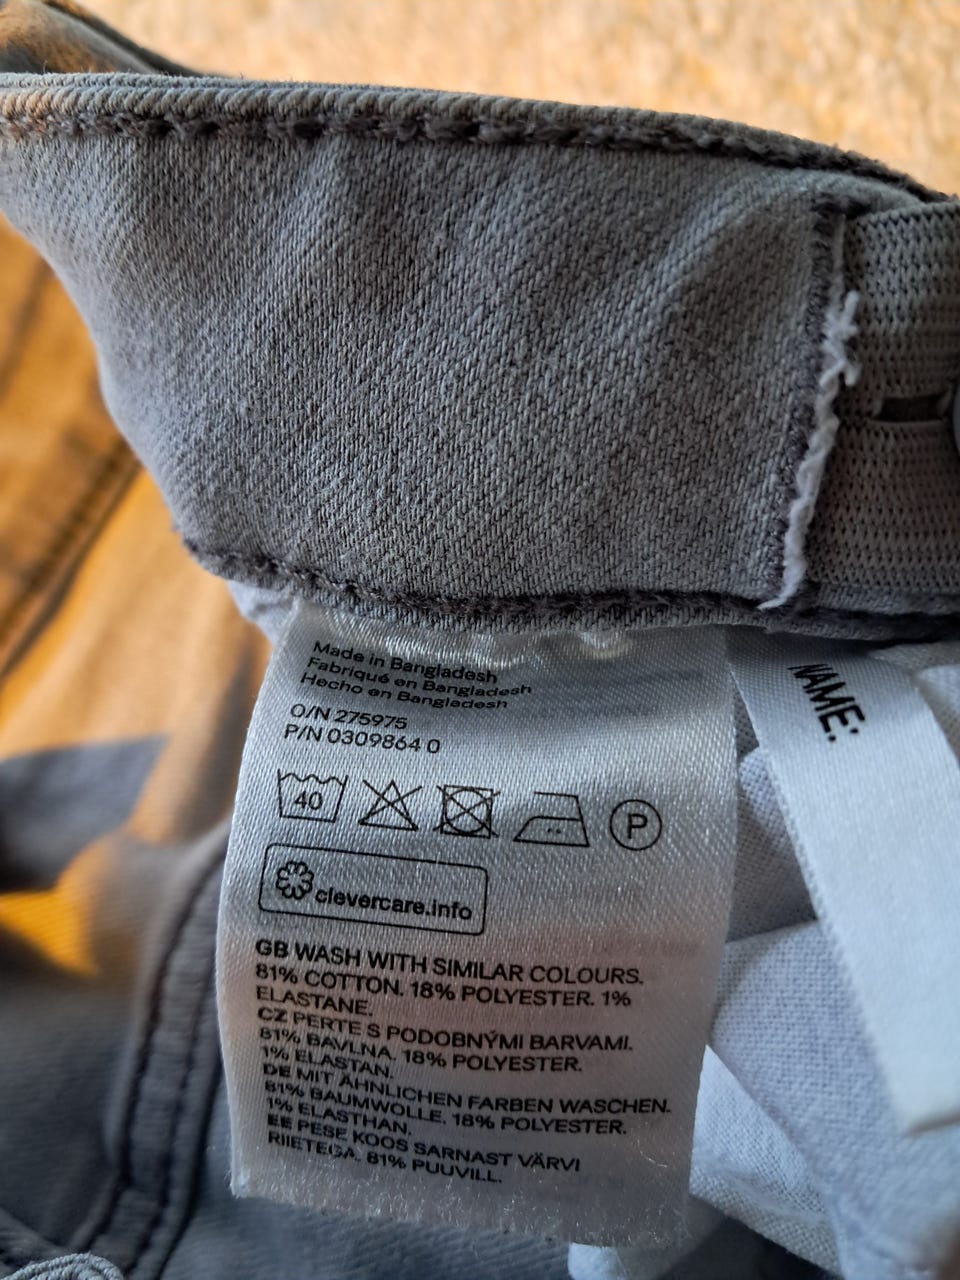 Made in Bangladesh
Fabriqué en Bangladesh
Hecho en Bangladesh
O/N 275975
P/N 0309864 0
40
P
clevercare.info
GB WASH WITH SIMILAR COLOURS.
81% COTTON. 18% POLYESTER. 1%
ELASTANE.
CZ PERTE S PODOBNÝMI BARVAMI.
81% BAVLNA. 18% POLYESTER.
1% ELASTAN.
DE MIT ÄHNLICHEN FARBEN WASCHEN.
81% BAUMWOLLE. 18% POLYESTER.
1% ELASTHAN.
EE PESE KOOS SARNAST VÄRVI
RIIETEGA. 81% PUUVILL.
NAME: